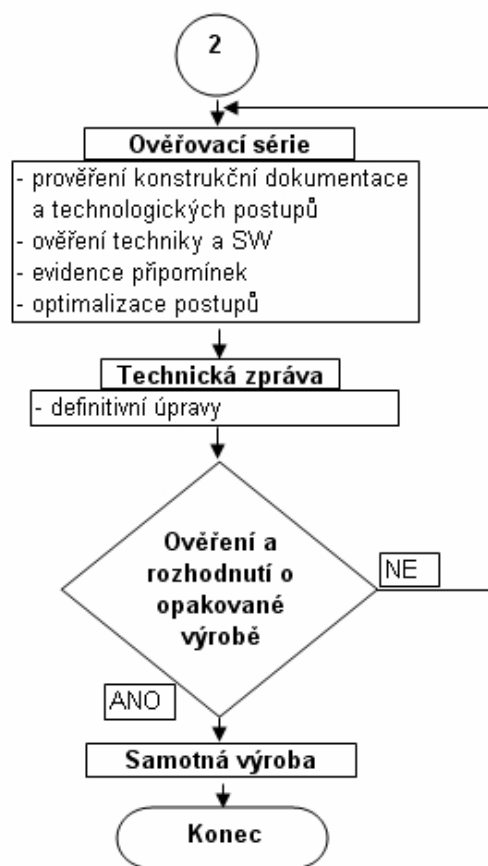 2
Ověřovací série
- prověření konstrukční dokumentace
a technologických postupů
- ověření techniky a SW
- evidence připomínek
- optimalizace postupů
Technická zpráva
- definitivní úpravy
Ověření a
rozhodnutí o
opakované
výrobě
NE
ANO
Samotná výroba
Konec